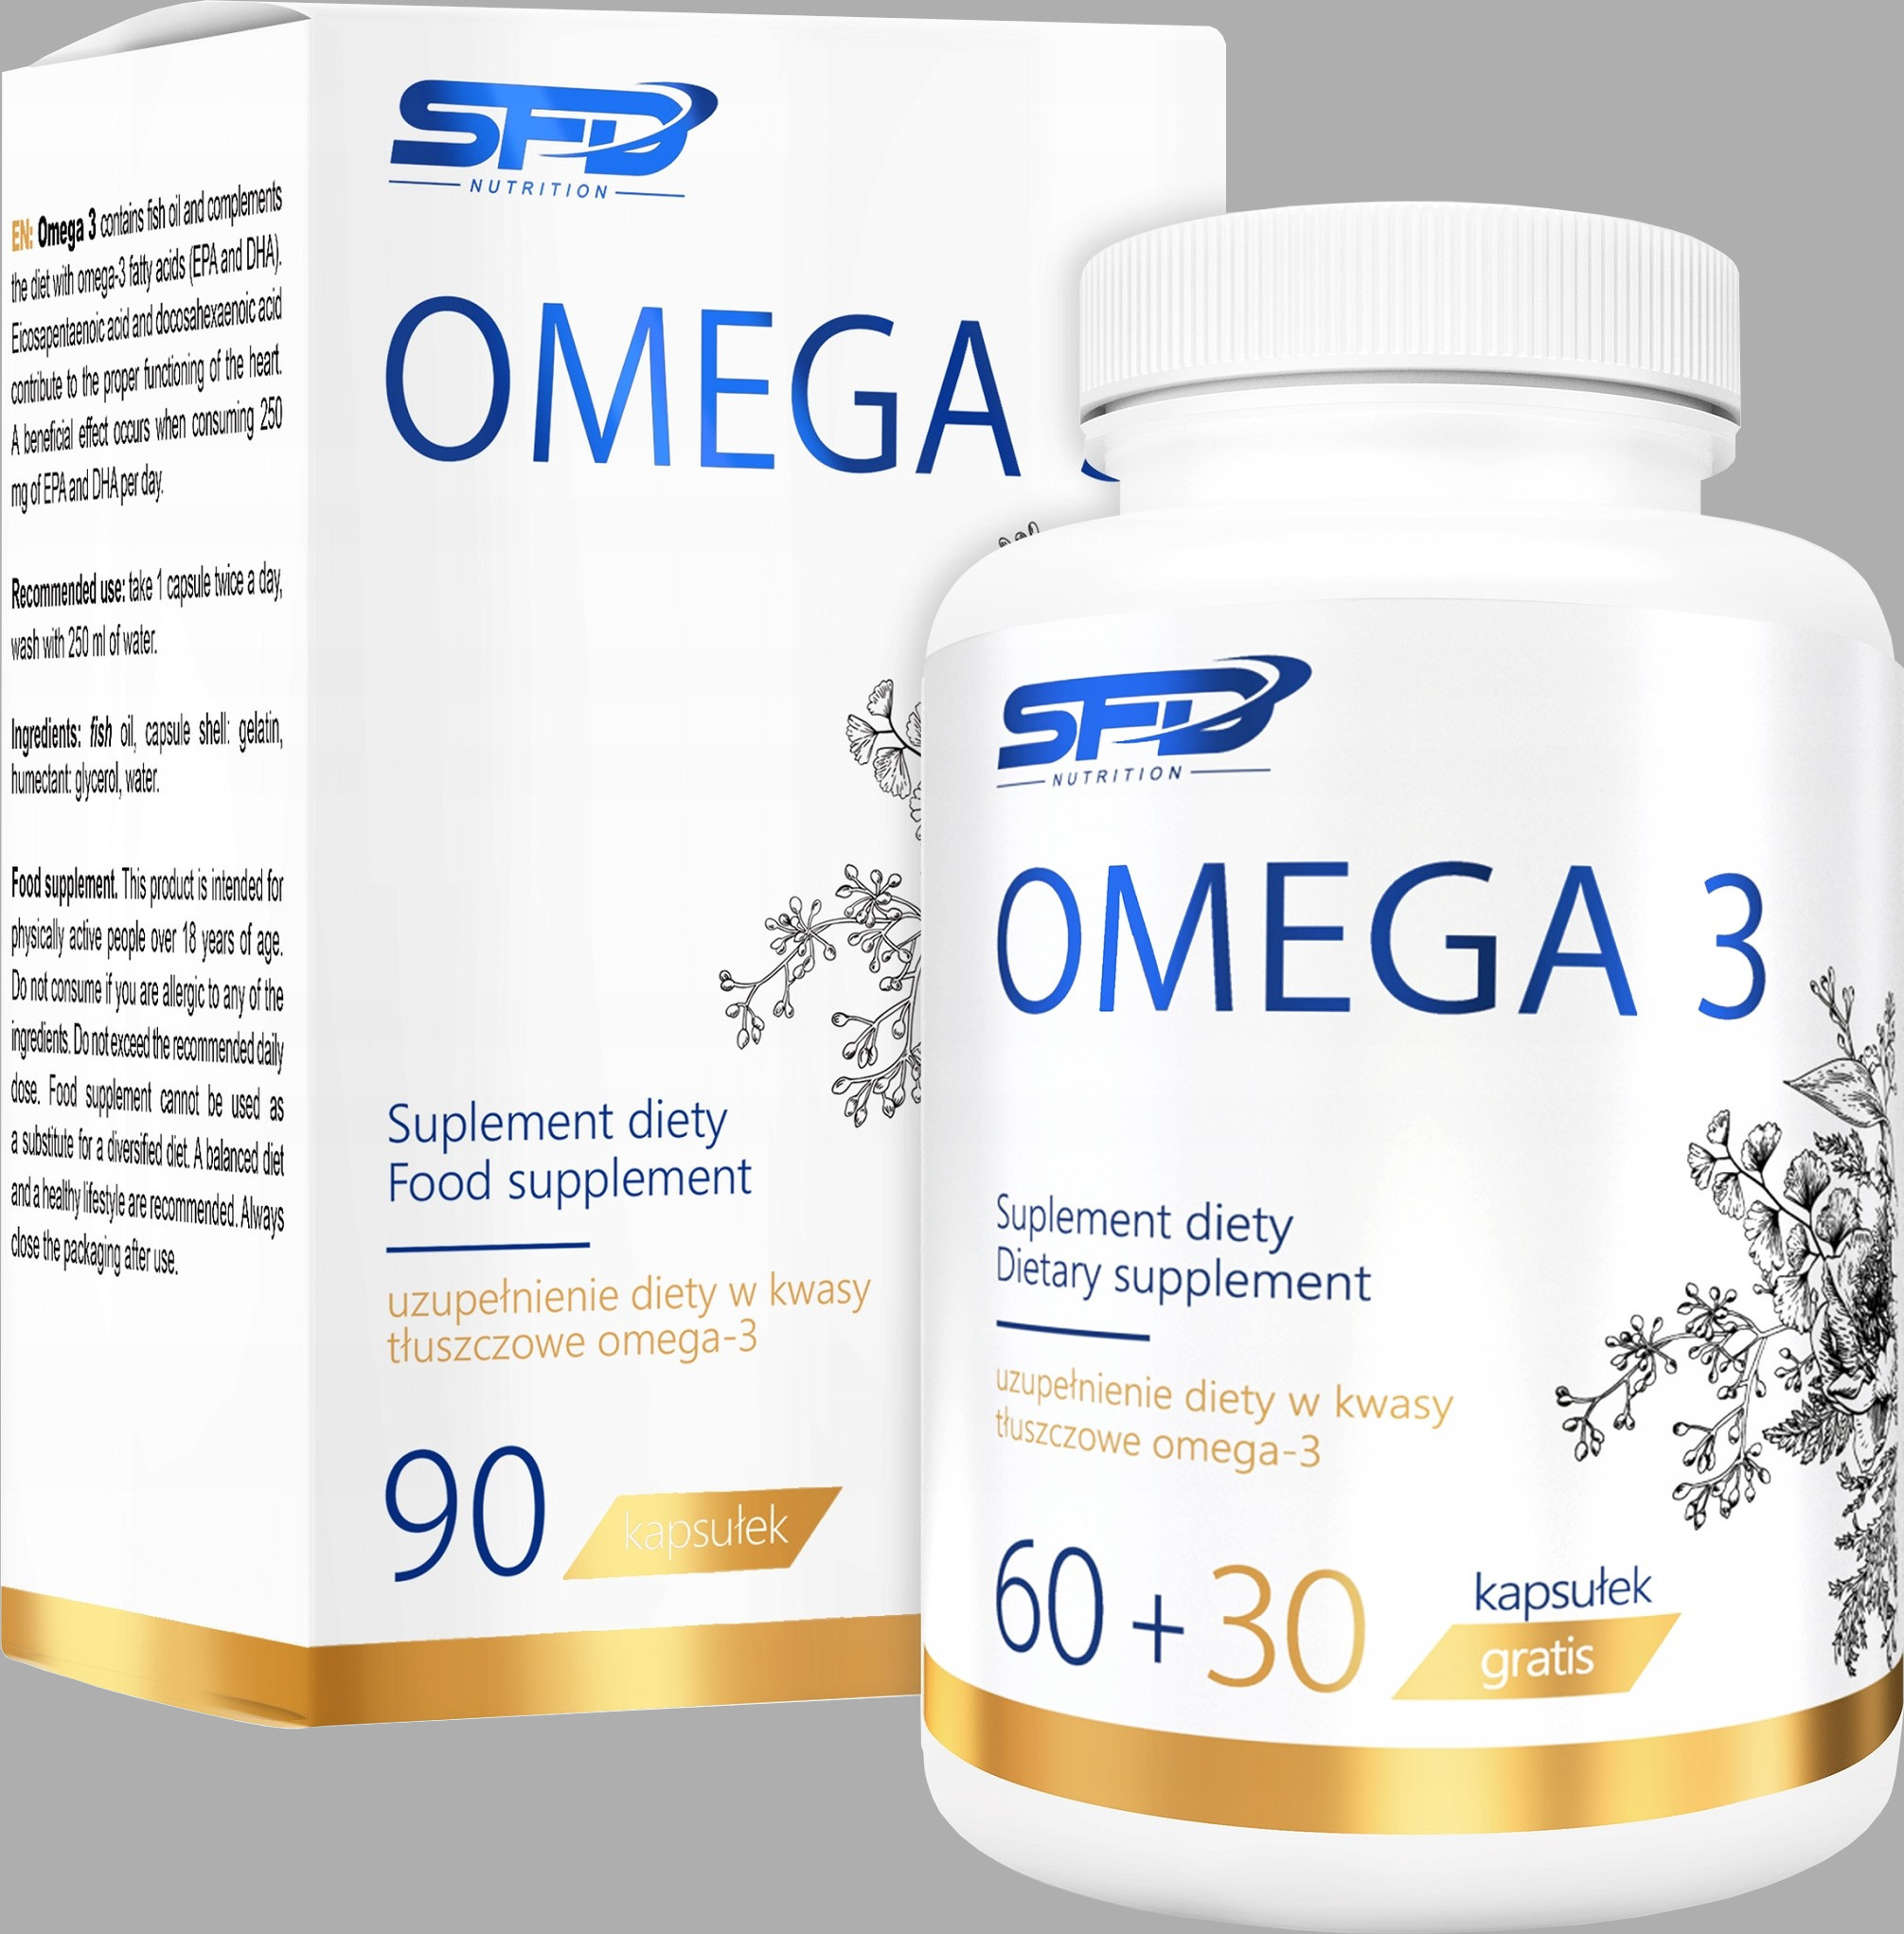 EN: Omega 3 contains fish oil and complements
the diet with omega-3 fatty acids (EPA and DHA).
Eicosapentaenoic acid and docosahexaenoic acid
contribute to the proper functioning of the heart.
A beneficial effect occurs when consuming 250
mg of EPA and DHA per day.
Recommended use: take 1 capsule twice a day,
wash with 250 ml of water.
Ingredients: fish oil, capsule shell: gelatin,
humectant: glycerol, water.
Food supplement. This product is intended for
physically active people over 18 years of age.
Do not consume if you are allergic to any of the
ingredients. Do not exceed the recommended daily
dose. Food supplement cannot be used as
a substitute for a diversified diet. A balanced diet
and a healthy lifestyle are recommended. Always
close the packaging after use.
SFD
NUTRITION
OMEGA
Suplement diety
Food supplement
uzupełnienie diety w kwasy
tłuszczowe omega-3
90 kapsułek
SFD
NUTRITION
OMEGA 3
Suplement diety
Dietary supplement
uzupełnienie diety w kwasy
tłuszczowe omega-3
60 + 30 kapsułek
gratis